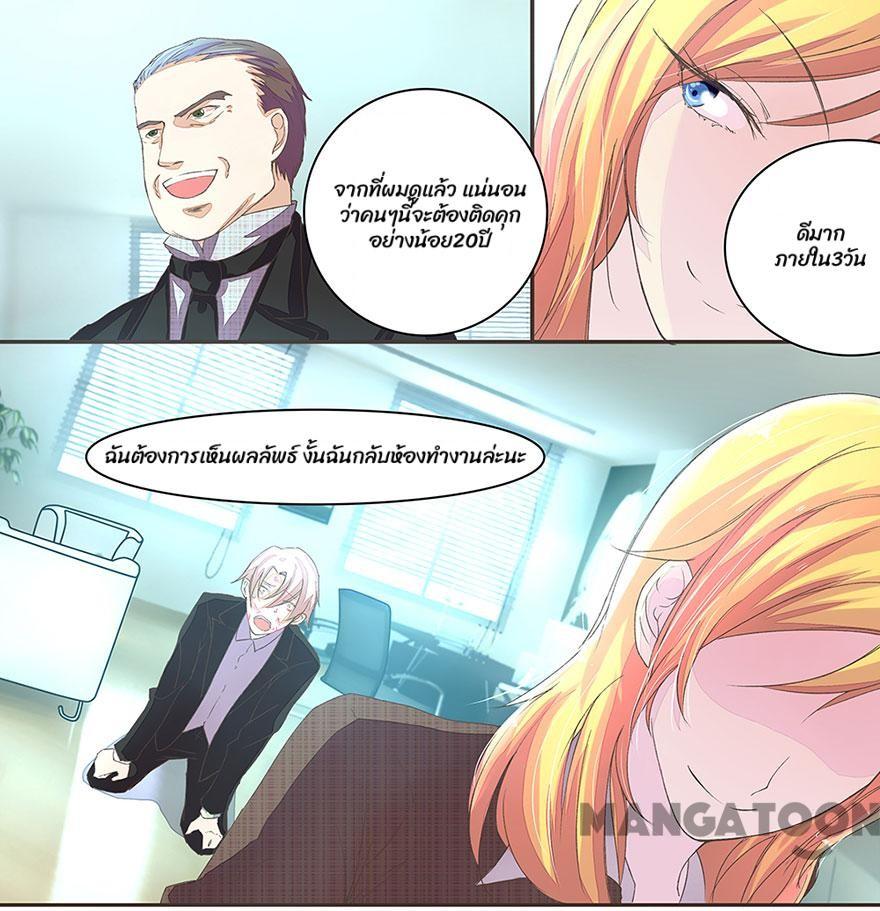 จากที่ผมดูแล้ว แน่นอน
ว่าคนๆนี้จะต้องติดคุก
อย่างน้อย20ปี
ดีมาก
ภายใน3วัน
ฉันต้องการเห็นผลลัพธ์ งั้นฉันกลับห้องทำงานล่ะนะ
MANGATOON